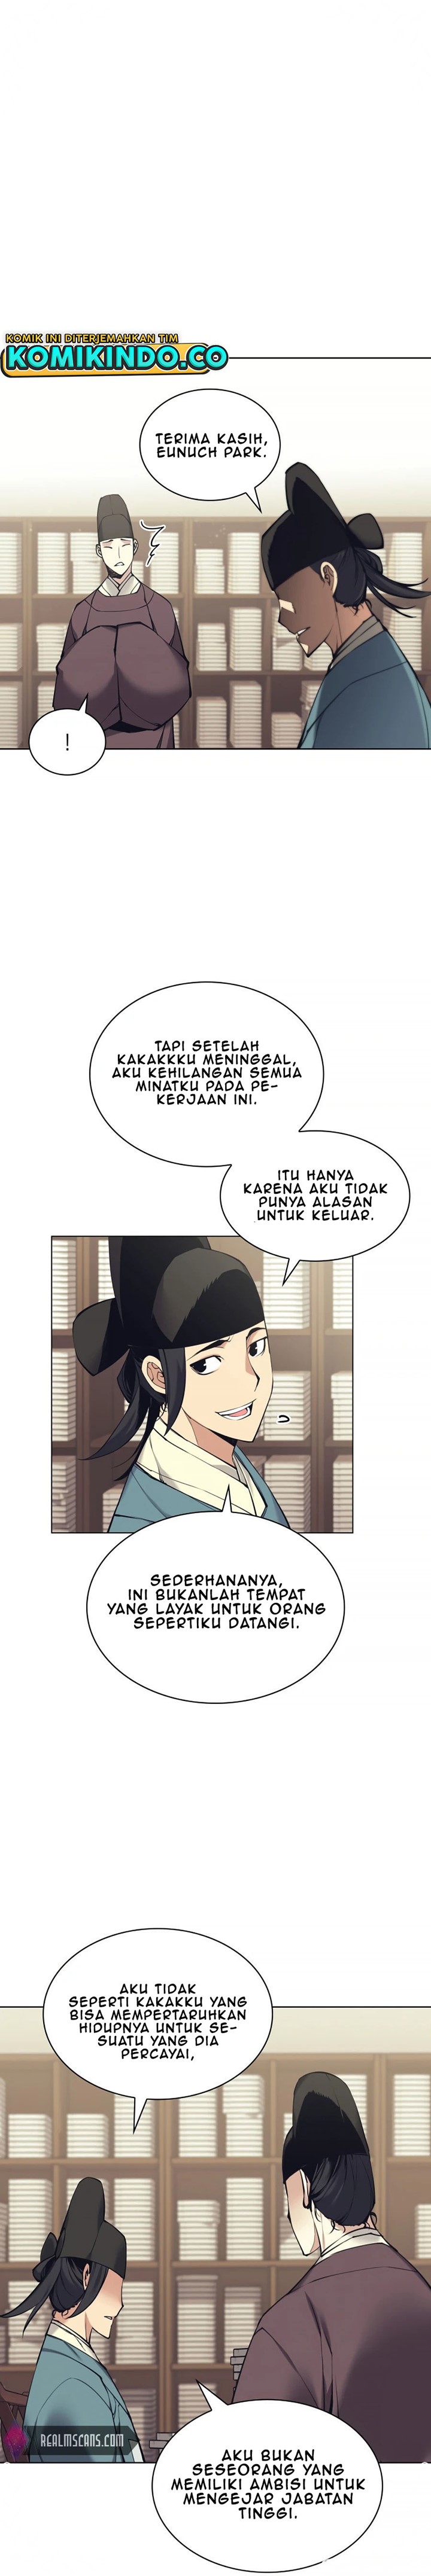 KOMIK INI DITERJEMAHKAN TIM
KOMIKINDO.CO
TERIMA KASIH,
EUNUCH PARK.
!
TAPI SETELAH
KAKAKKU MENINGGAL,
AKU KEHILANGAN SEMUA
MINATKU PADA PE-
KERJAAN INI.
ITU HANYA
KARENA AKU TIDAK
PUNYA ALASAN
UNTUK KELUAR.
SEDERHANANYA,
INI BUKANLAH TEMPAT
YANG LAYAK UNTUK ORANG
SEPERTIKU DATANGI.
AKU TIDAK
SEPERTI KAKAKKU YANG
BISA MEMPERTARUHKAN
HIDUPNYA UNTUK SE-
SUATU YANG DIA
PERCAYAI,
REALMSCANS.COM
AKU BUKAN
SESEORANG YANG
MEMILIKI AMBISI UNTUK
MENGEJAR JABATAN
TINGGI.